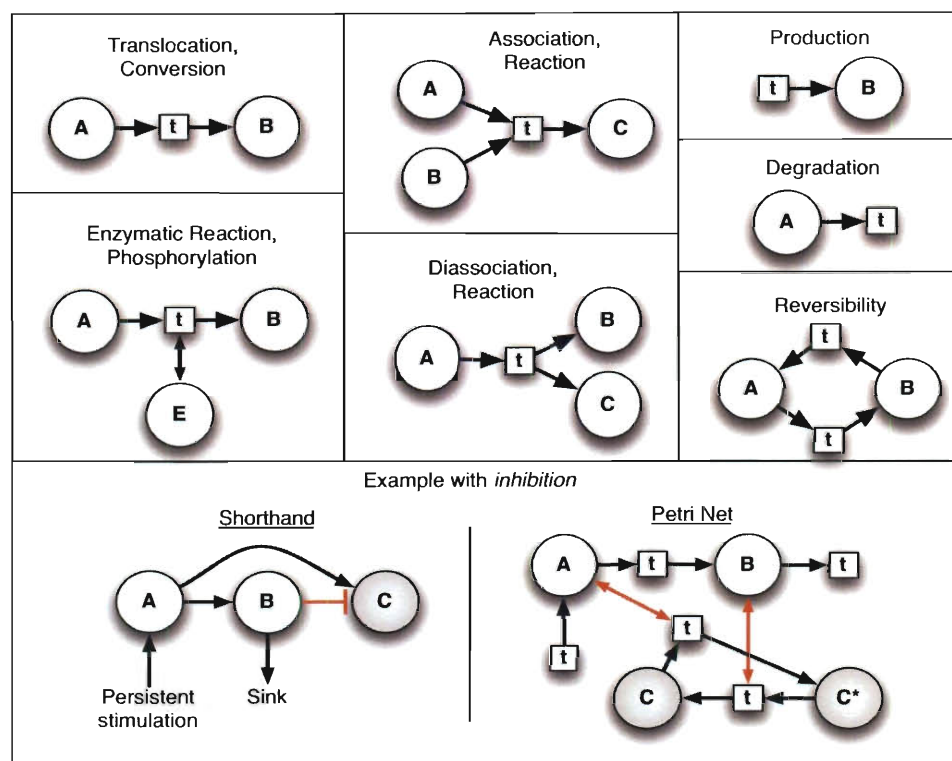 Translocation,
Conversion
A t B
Association,
Reaction
A
t C
B
Production
t B
Degradation
A t
Enzymatic Reaction,
Phosphorylation
A t B
E
Diassociation,
Reaction
B
A t
C
Reversibility
t
A B
t
Example with inhibition
Shorthand
A B C
Persistent
stimulation
Sink
Petri Net
A t B t
t
t
C t C*